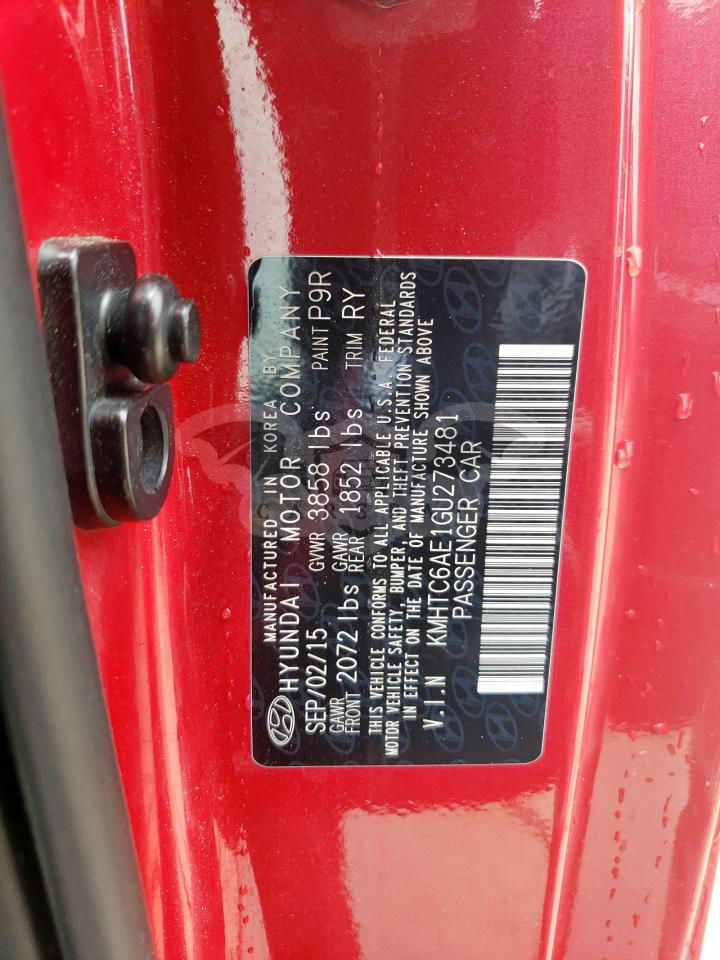 MANUFACTURED IN KOREA BY
HYUNDAI MOTOR COMPANY
SEP/02/15 GVWR 3858 lbs PAINT P9R
GAWR FRONT 2072 lbs GAWR REAR 1852 lbs TRIM RY
THIS VEHICLE CONFORMS TO ALL APPLICABLE U.S.A. FEDERAL
MOTOR VEHICLE SAFETY, BUMPER, AND THEFT PREVENTION STANDARDS
IN EFFECT ON THE DATE OF MANUFACTURE SHOWN ABOVE
V.I.N KMHTC6AE1GU273481
PASSENGER CAR